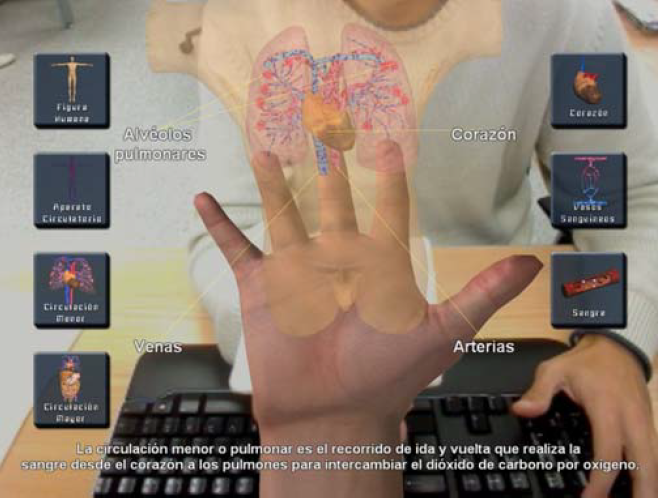 Figura
Humana
Aparato
Circulatorio
Circulación
Menor
Circulación
Mayor
Alvéolos
pulmonares
Corazón
Venas
Arterias
Corazón
Vasos
Sanguíneos
Sangre
La circulación menor o pulmonar es el recorrido de ida y vuelta que realiza la
sangre desde el corazón a los pulmones para intercambiar el dióxido de carbono por oxígeno.